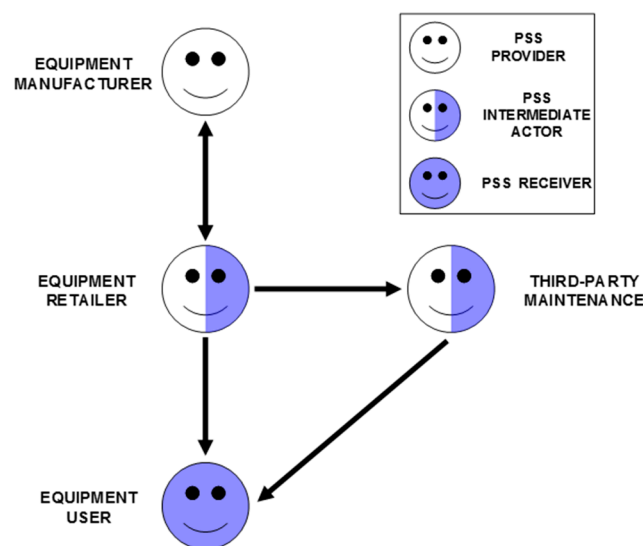 EQUIPMENT
MANUFACTURER
PSS
PROVIDER
PSS
INTERMEDIATE
ACTOR
PSS RECEIVER
EQUIPMENT
RETAILER
THIRD-PARTY
MAINTENANCE
EQUIPMENT
USER